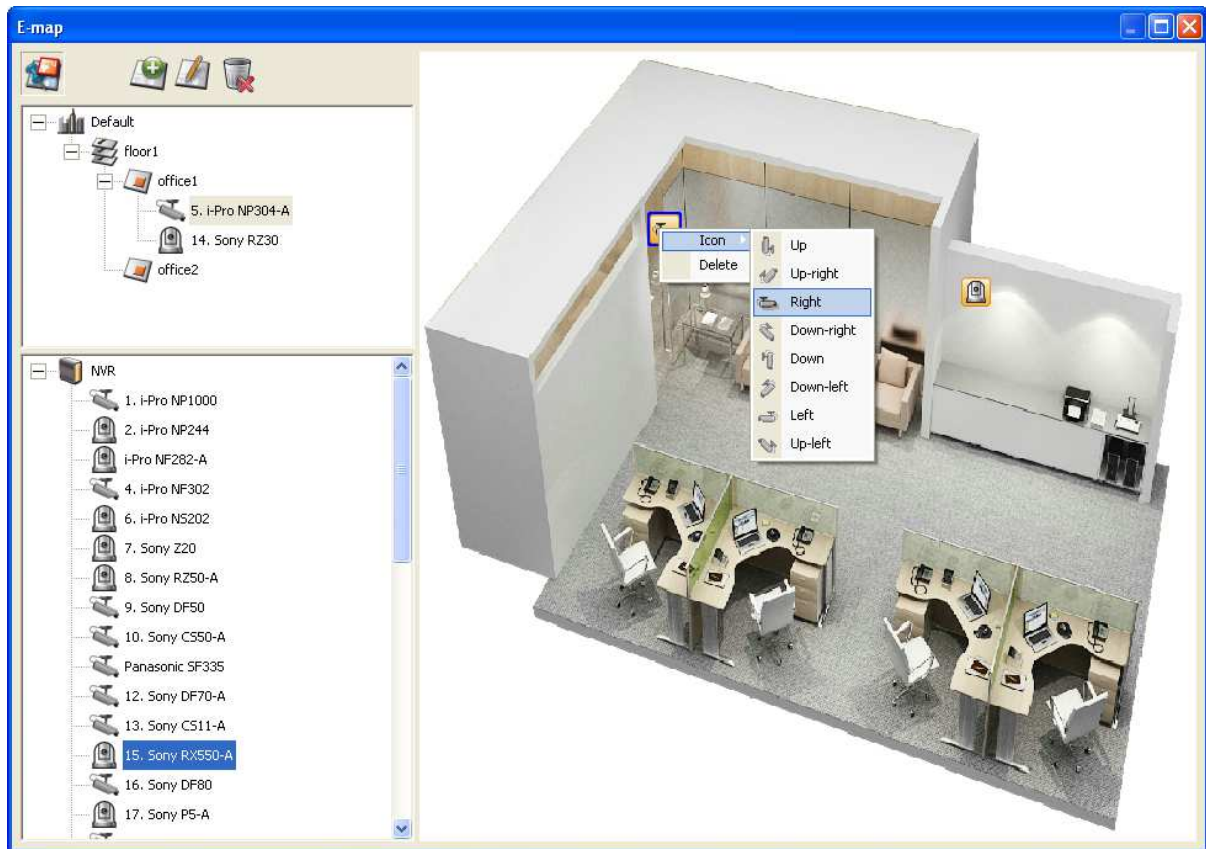 E-map
Default
floor1
office1
5. i-Pro NP304-A
14. Sony RZ30
office2
NVR
1. i-Pro NP1000
2. i-Pro NP244
i-Pro NF282-A
4. i-Pro NF302
6. i-Pro NS202
7. Sony Z20
8. Sony RZ50-A
9. Sony DF50
10. Sony CS50-A
Panasonic SF335
12. Sony DF70-A
13. Sony CS11-A
15. Sony RX550-A
16. Sony DF80
17. Sony P5-A
Icon
Delete
Up
Up-right
Right
Down-right
Down
Down-left
Left
Up-left